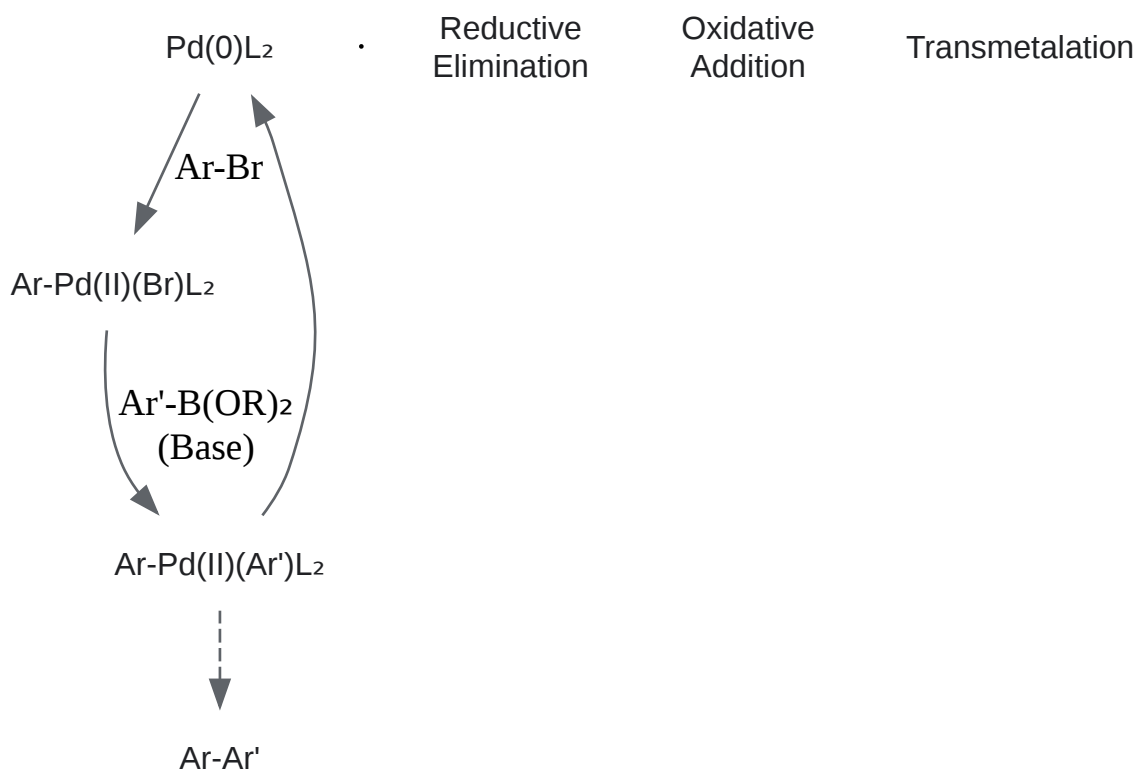 Pd(0)L₂
·
Reductive
Elimination
Oxidative
Addition
Transmetalation
Ar-Br
Ar-Pd(II)(Br)L₂
Ar'-B(OR)₂
(Base)
Ar-Pd(II)(Ar')L₂
Ar-Ar'